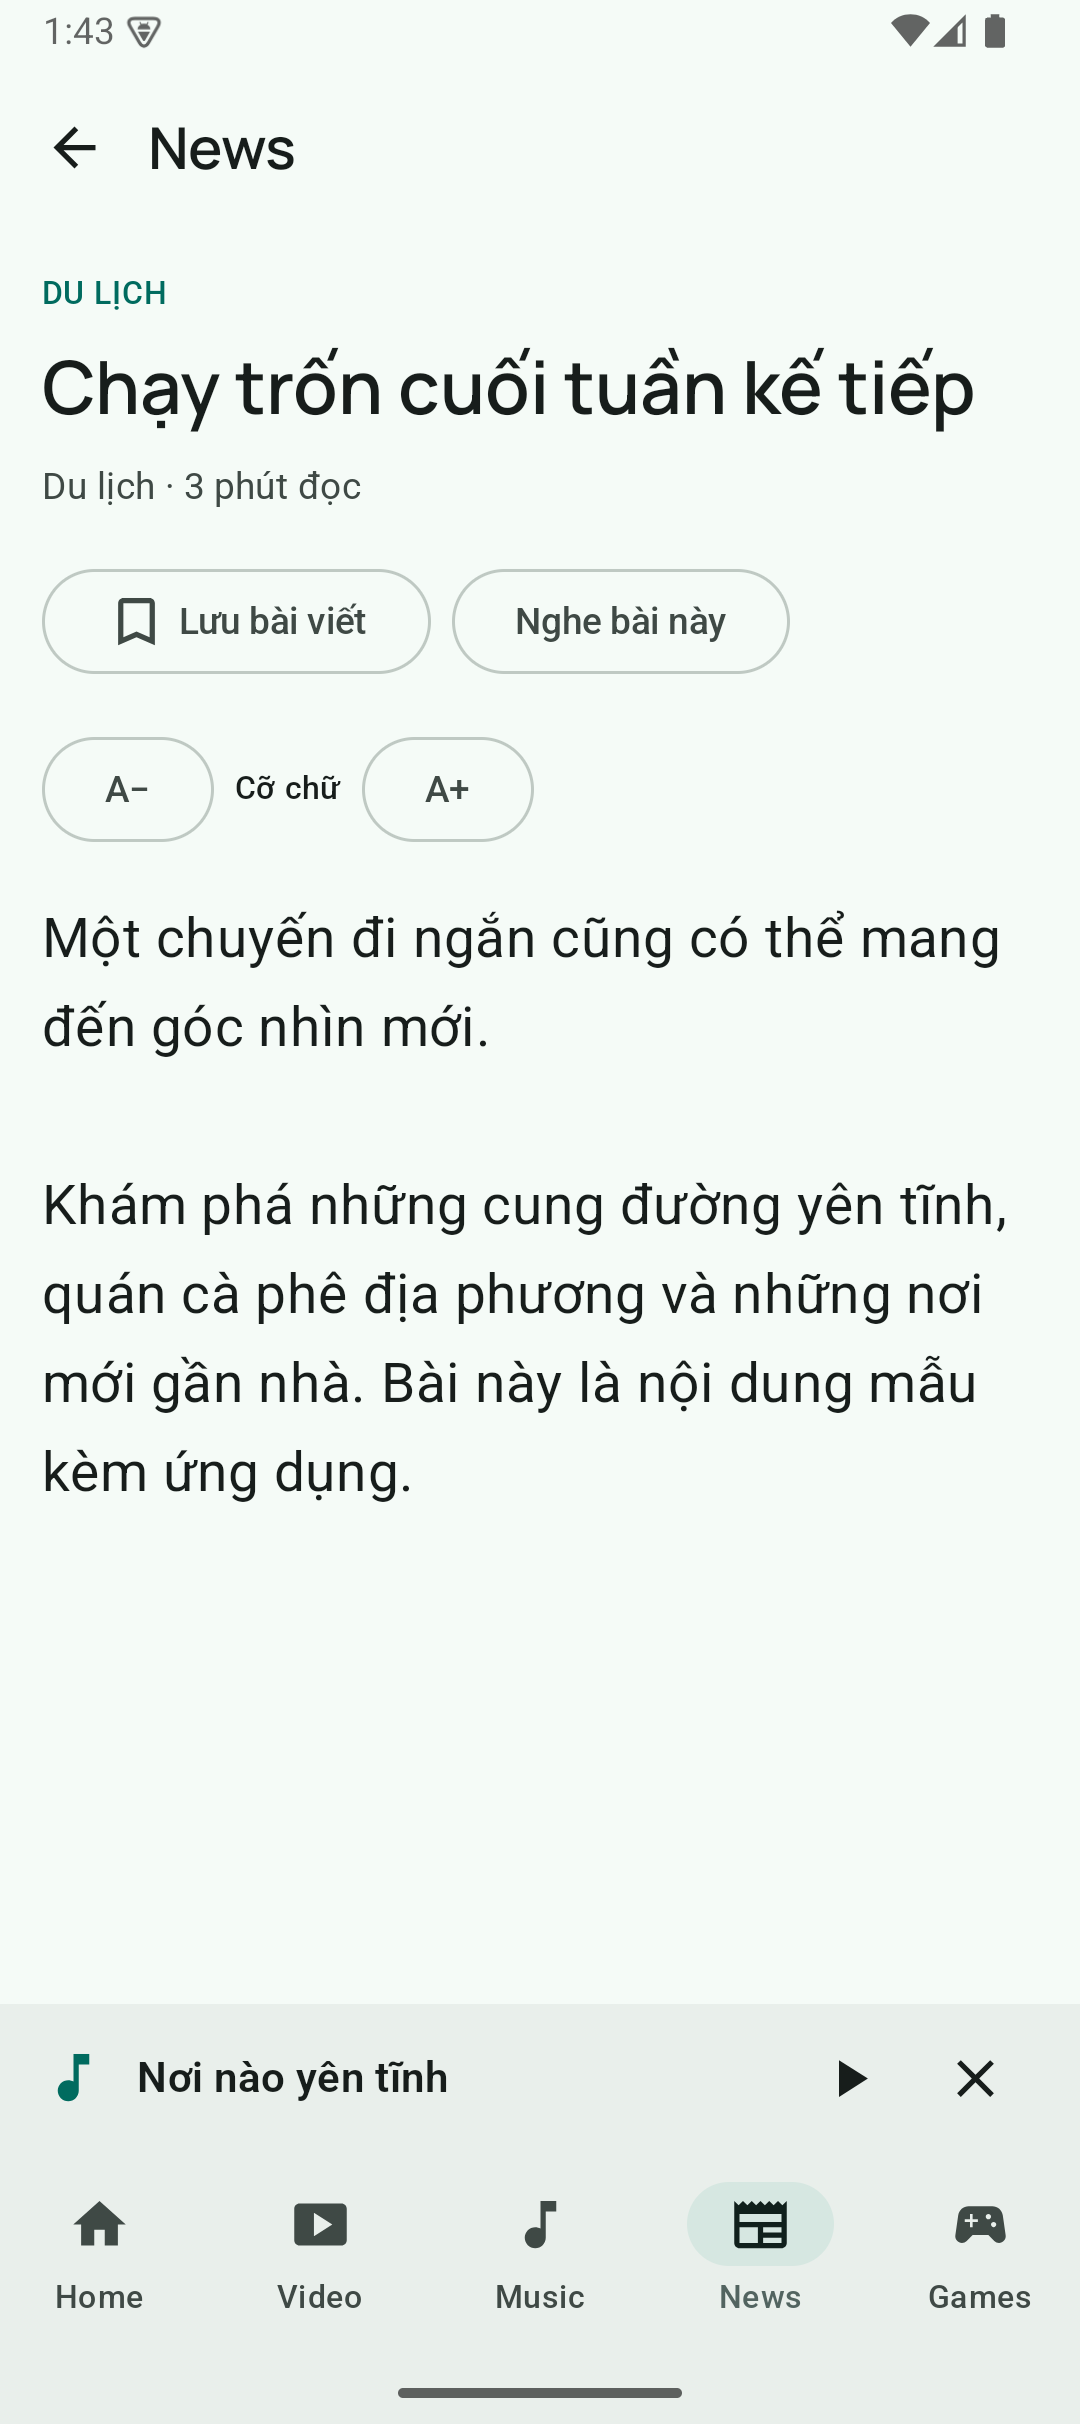 1:43
News
DU LỊCH
Chạy trốn cuối tuần kế tiếp
Du lịch · 3 phút đọc
Lưu bài viết
Nghe bài này
A−
Cỡ chữ
A+
Một chuyến đi ngắn cũng có thể mang
đến góc nhìn mới.
Khám phá những cung đường yên tĩnh,
quán cà phê địa phương và những nơi
mới gần nhà. Bài này là nội dung mẫu
kèm ứng dụng.
Nơi nào yên tĩnh
Home
Video
Music
News
Games